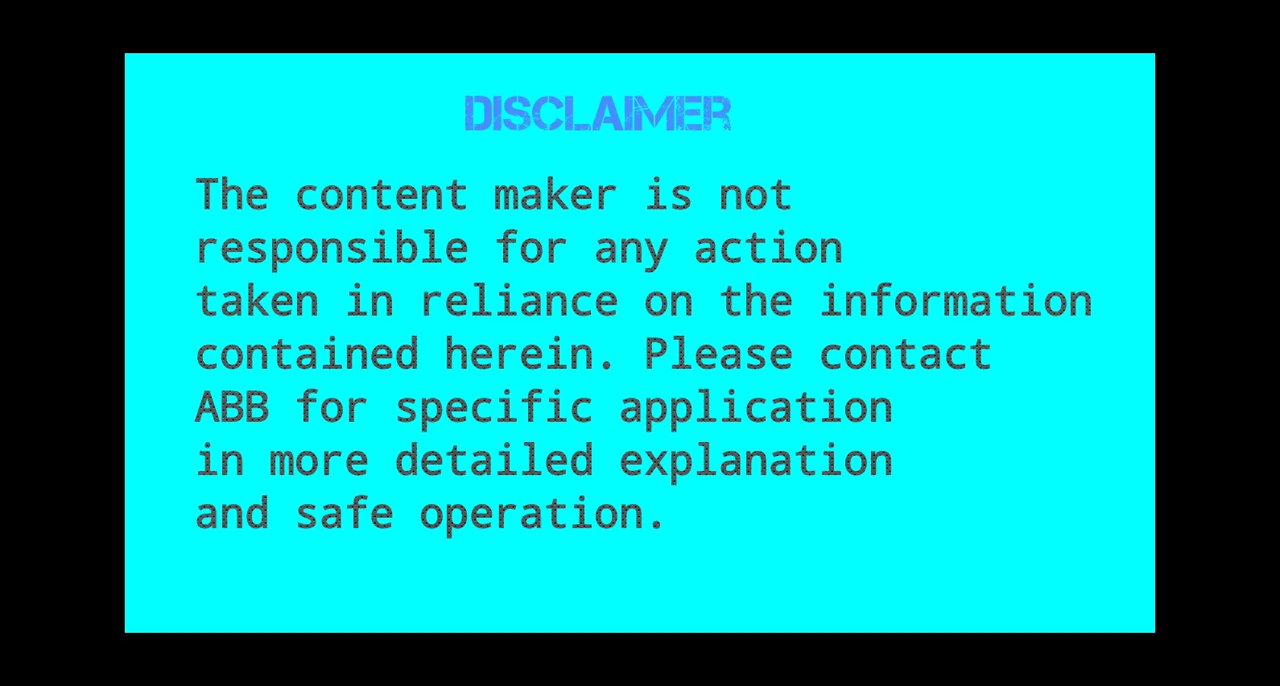 DISCLAIMER
The content maker is not
responsible for any action
taken in reliance on the information
contained herein. Please contact
ABB for specific application
in more detailed explanation
and safe operation.